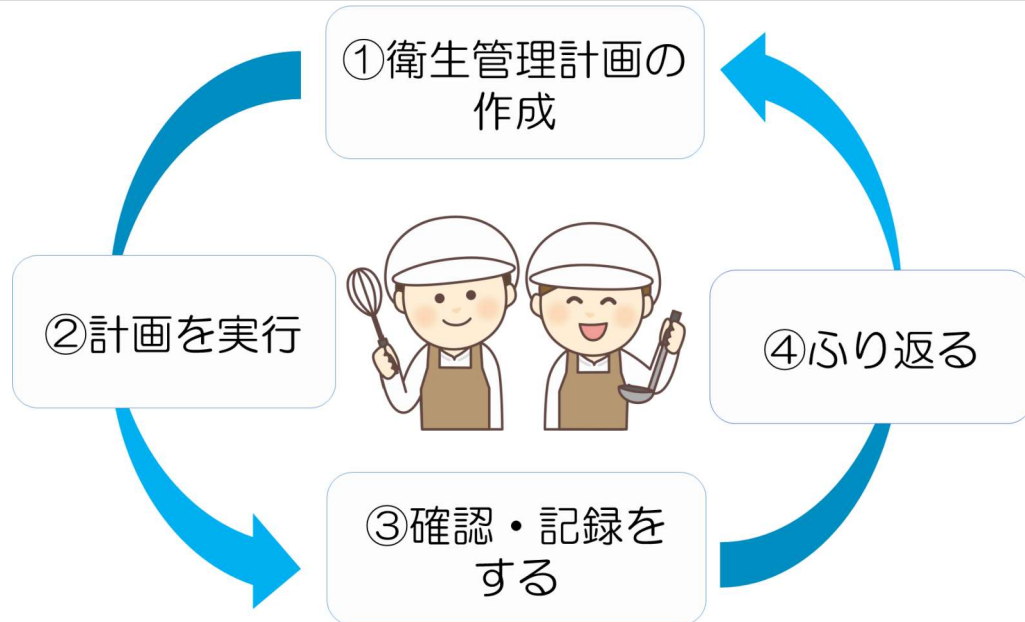 ①衛生管理計画の
作成
②計画を実行
③確認・記録を
する
④ふり返る